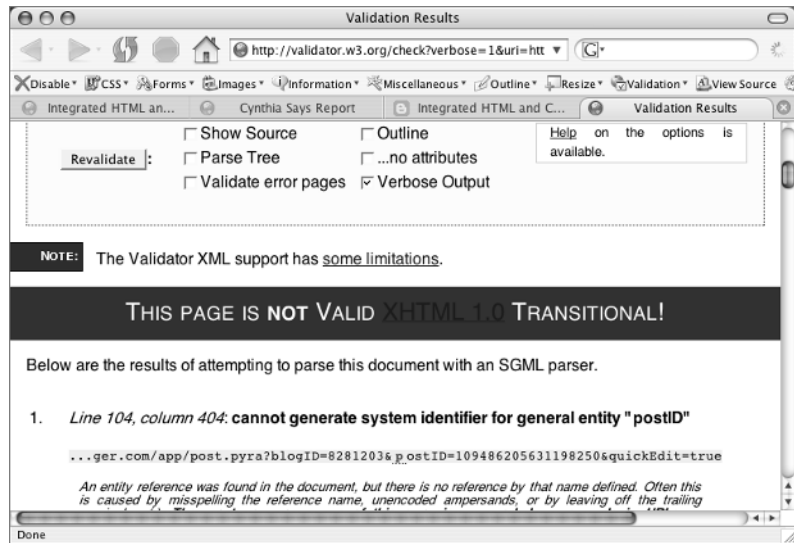 Validation Results
http://validator.w3.org/check?verbose=1&uri=htt
G
Disable CSS Forms Images Information Miscellaneous Outline Resize Validation View Source
Integrated HTML an... Cynthia Says Report Integrated HTML and C... Validation Results
Show Source Outline
Revalidate : Parse Tree ...no attributes
Validate error pages Verbose Output
Help on the options is
available.
NOTE: The Validator XML support has some limitations.
THIS PAGE IS NOT VALID XHTML 1.0 TRANSITIONAL!
Below are the results of attempting to parse this document with an SGML parser.
1. Line 104, column 404: cannot generate system identifier for general entity "postID"
...ger.com/app/post.pyra?blogID=8281203&postID=109486205631198250&quickEdit=true
An entity reference was found in the document, but there is no reference by that name defined. Often this
is caused by misspelling the reference name, unencoded ampersands, or by leaving off the trailing
Done